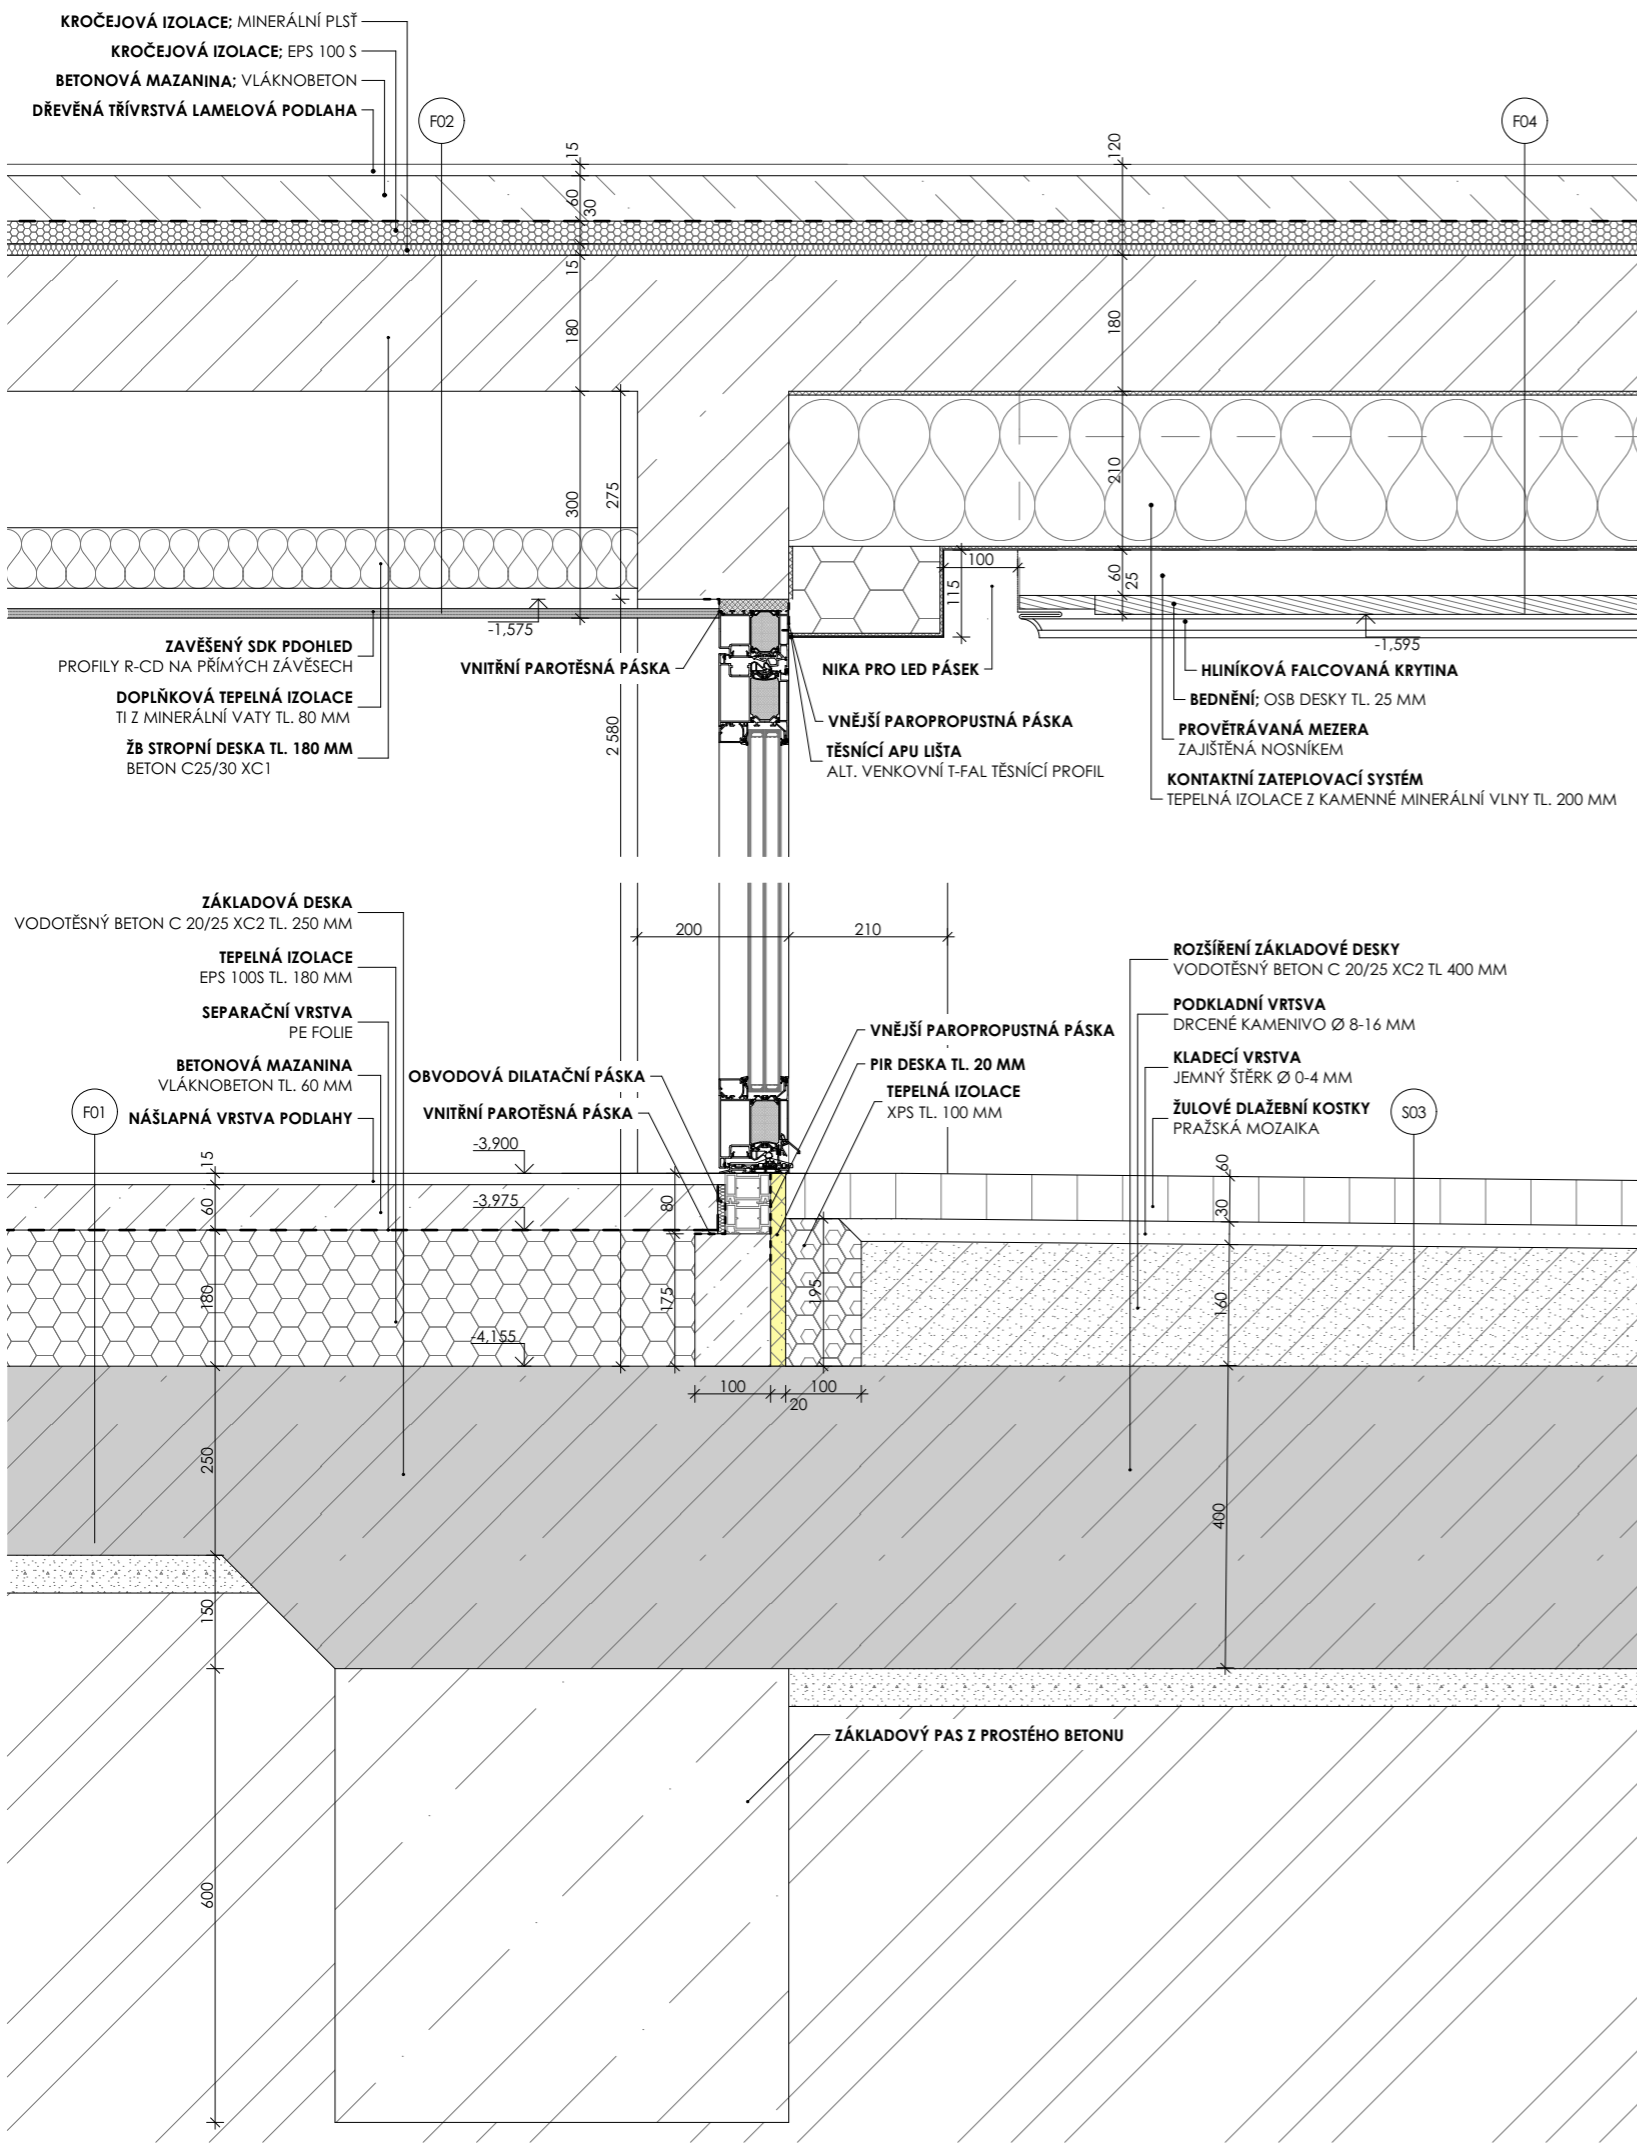 KROČEJOVÁ IZOLACE; MINERÁLNÍ PLSŤ
KROČEJOVÁ IZOLACE; EPS 100 S
BETONOVÁ MAZANINA; VLÁKNOBETON
DŘEVĚNÁ TŘÍVRSTVÁ LAMELOVÁ PODLAHA
F02
F04
15
60
30
15
180
300
275
2 580
120
180
210
60
25
100
115
-1,575
-1,595
ZAVĚŠENÝ SDK PDOHLED
PROFILY R-CD NA PŘÍMÝCH ZÁVĚSECH
DOPLŇKOVÁ TEPELNÁ IZOLACE
TI Z MINERÁLNÍ VATY TL. 80 MM
ŽB STROPNÍ DESKA TL. 180 MM
BETON C25/30 XC1
VNITŘNÍ PAROTĚSNÁ PÁSKA
NIKA PRO LED PÁSEK
VNĚJŠÍ PAROPROPUSTNÁ PÁSKA
TĚSNÍCÍ APU LIŠTA
ALT. VENKOVNÍ T-FAL TĚSNÍCÍ PROFIL
HLINÍKOVÁ FALCOVANÁ KRYTINA
BEDNĚNÍ; OSB DESKY TL. 25 MM
PROVĚTRÁVANÁ MEZERA
ZAJIŠTĚNÁ NOSNÍKEM
KONTAKTNÍ ZATEPLOVACÍ SYSTÉM
TEPELNÁ IZOLACE Z KAMENNÉ MINERÁLNÍ VLNY TL. 200 MM
ZÁKLADOVÁ DESKA
VODOTĚSNÝ BETON C 20/25 XC2 TL. 250 MM
TEPELNÁ IZOLACE
EPS 100S TL. 180 MM
SEPARAČNÍ VRSTVA
PE FOLIE
BETONOVÁ MAZANINA
VLÁKNOBETON TL. 60 MM
NÁŠLAPNÁ VRSTVA PODLAHY
F01
200
210
OBVODOVÁ DILATAČNÍ PÁSKA
VNITŘNÍ PAROTĚSNÁ PÁSKA
VNĚJŠÍ PAROPROPUSTNÁ PÁSKA
PIR DESKA TL. 20 MM
TEPELNÁ IZOLACE
XPS TL. 100 MM
ROZŠÍŘENÍ ZÁKLADOVÉ DESKY
VODOTĚSNÝ BETON C 20/25 XC2 TL 400 MM
PODKLADNÍ VRTSVA
DRCENÉ KAMENIVO Ø 8-16 MM
KLADECÍ VRSTVA
JEMNÝ ŠTĚRK Ø 0-4 MM
ŽULOVÉ DLAŽEBNÍ KOSTKY
PRAŽSKÁ MOZAIKA
S03
-3,900
-3,975
-4,155
15
60
180
250
150
600
80
175
195
100
20
100
60
30
160
400
ZÁKLADOVÝ PAS Z PROSTÉHO BETONU